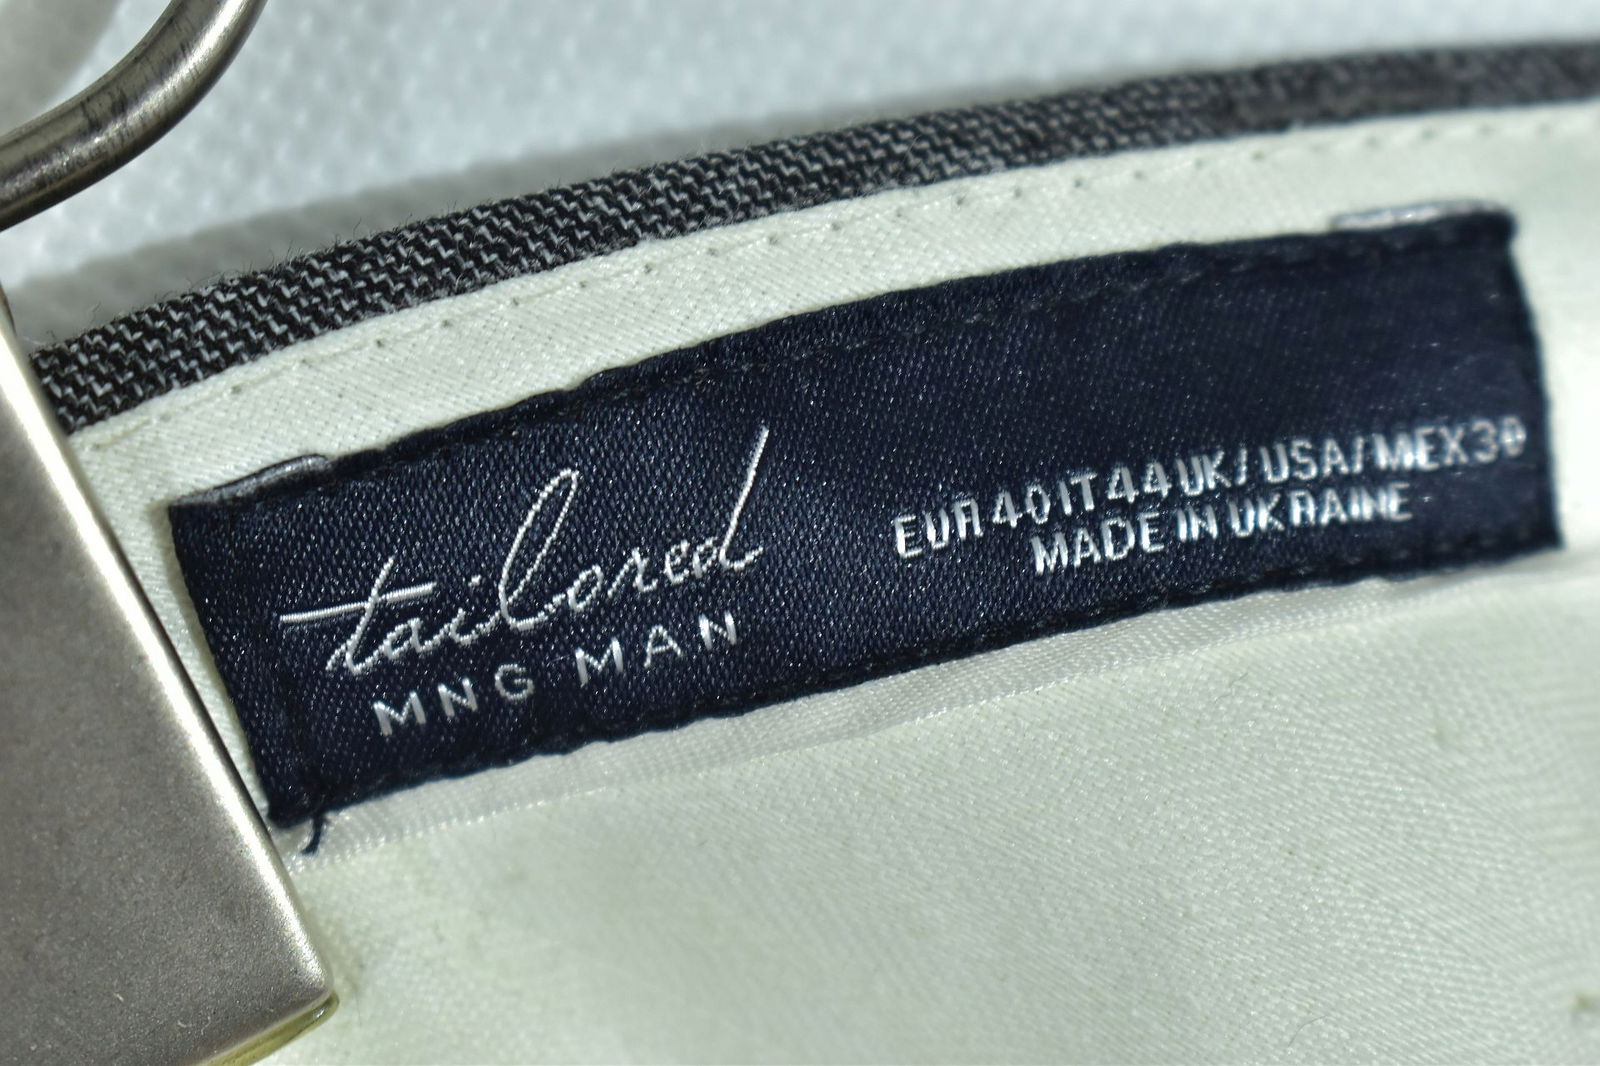 tailored
MNG MAN
EUR 40 IT 44 UK/USA/MEX 30
MADE IN UKRAINE